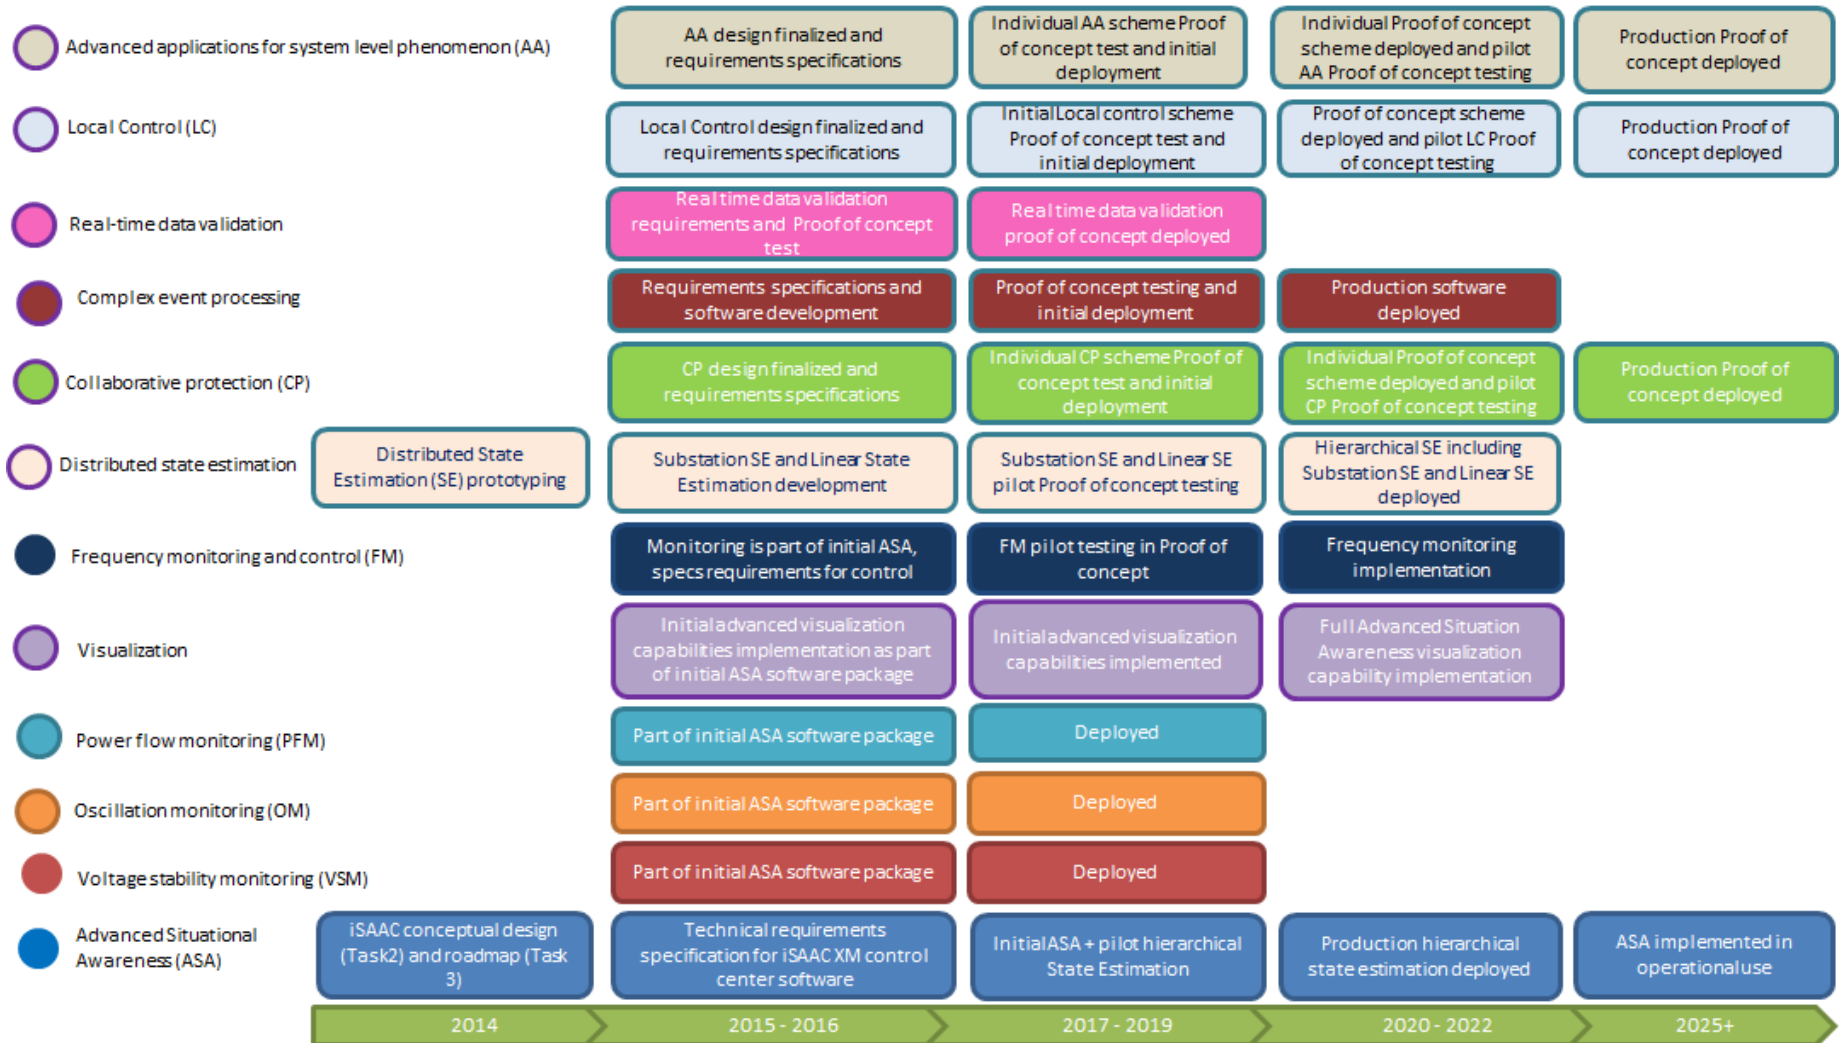 Advanced applications for system level phenomenon (AA)
AA design finalized and
requirements specifications
Individual AA scheme Proof
of concept test and initial
deployment
Individual Proof of concept
scheme deployed and pilot
AA Proof of concept testing
Production Proof of
concept deployed
Local Control (LC)
Local Control design finalized and
requirements specifications
Initial Local control scheme
Proof of concept test and
initial deployment
Proof of concept scheme
deployed and pilot LC Proof
of concept testing
Production Proof of
concept deployed
Real-time data validation
Real time data validation
requirements and Proof of concept
test
Real time data validation
proof of concept deployed
Complex event processing
Requirements specifications and
software development
Proof of concept testing and
initial deployment
Production software
deployed
Collaborative protection (CP)
CP design finalized and
requirements specifications
Individual CP scheme Proof of
concept test and initial
deployment
Individual Proof of concept
scheme deployed and pilot
CP Proof of concept testing
Production Proof of
concept deployed
Distributed state estimation
Distributed State
Estimation (SE) prototyping
Substation SE and Linear State
Estimation development
Substation SE and Linear SE
pilot Proof of concept testing
Hierarchical SE including
Substation SE and Linear SE
deployed
Frequency monitoring and control (FM)
Monitoring is part of initial ASA,
specs requirements for control
FM pilot testing in Proof of
concept
Frequency monitoring
implementation
Visualization
Initial advanced visualization
capabilities implementation as part
of initial ASA software package
Initial advanced visualization
capabilities implemented
Full Advanced Situation
Awareness visualization
capability implementation
Power flow monitoring (PFM)
Part of initial ASA software package
Deployed
Oscillation monitoring (OM)
Part of initial ASA software package
Deployed
Voltage stability monitoring (VSM)
Part of initial ASA software package
Deployed
Advanced Situational
Awareness (ASA)
iSAAC conceptual design
(Task2) and roadmap (Task
3)
Technical requirements
specification for iSAAC XM control
center software
Initial ASA + pilot hierarchical
State Estimation
Production hierarchical
state estimation deployed
ASA implemented in
operational use
2014
2015 - 2016
2017 - 2019
2020 - 2022
2025+